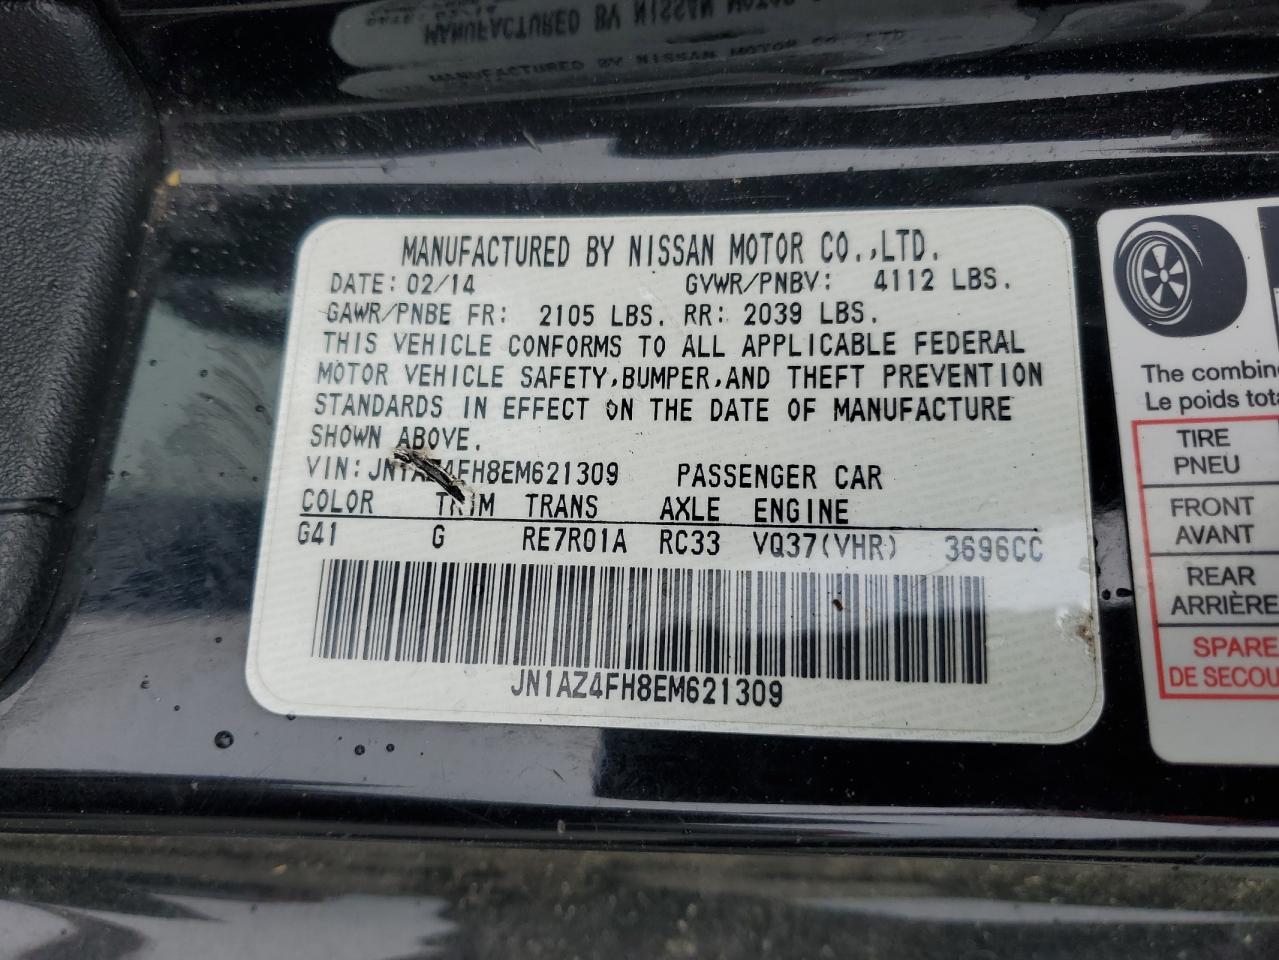 MANUFACTURED BY NISSAN MOTOR CO.,LTD.
DATE: 02/14 GVWR/PNBV: 4112 LBS.
GAWR/PNBE FR: 2105 LBS. RR: 2039 LBS.
THIS VEHICLE CONFORMS TO ALL APPLICABLE FEDERAL
MOTOR VEHICLE SAFETY,BUMPER,AND THEFT PREVENTION
STANDARDS IN EFFECT ON THE DATE OF MANUFACTURE
SHOWN ABOVE.
VIN: JN1AZ4FH8EM621309 PASSENGER CAR
COLOR TRIM TRANS AXLE ENGINE
G41 G RE7R01A RC33 VQ37(VHR) 3696CC
JN1AZ4FH8EM621309
The combin
Le poids tota
TIRE
PNEU
FRONT
AVANT
REAR
ARRIÈRE
SPARE
DE SECOU